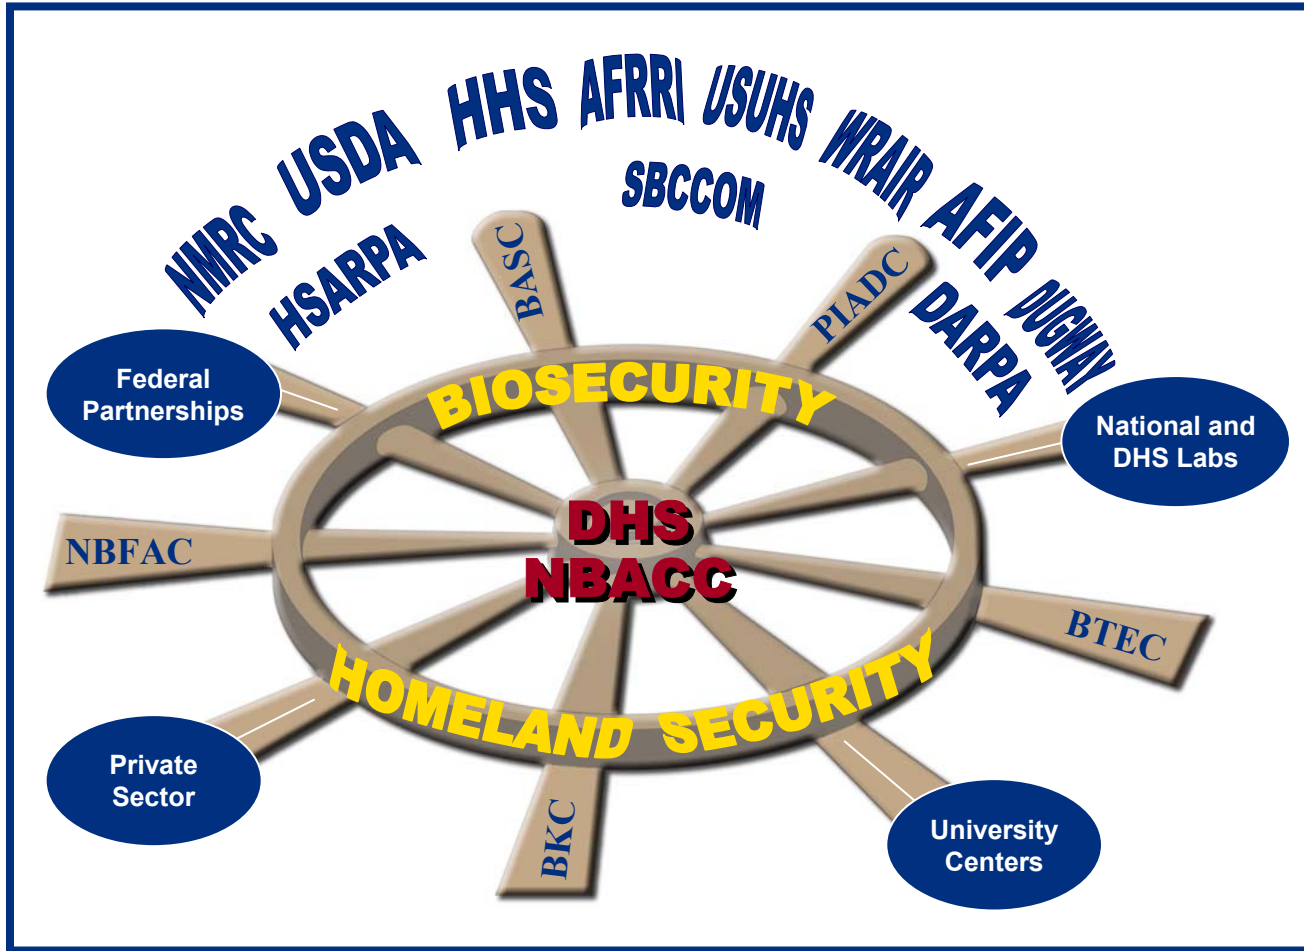 NMRC
USDA
HHS
AFRRI
USUHS
WRAIR
AFIP
DUGWAY
HSARPA
SBCCOM
DARPA
BASC
PIADC
Federal
Partnerships
BIOSECURITY
National and
DHS Labs
NBFAC
DHS
NBACC
BTEC
HOMELAND SECURITY
Private
Sector
BKC
University
Centers